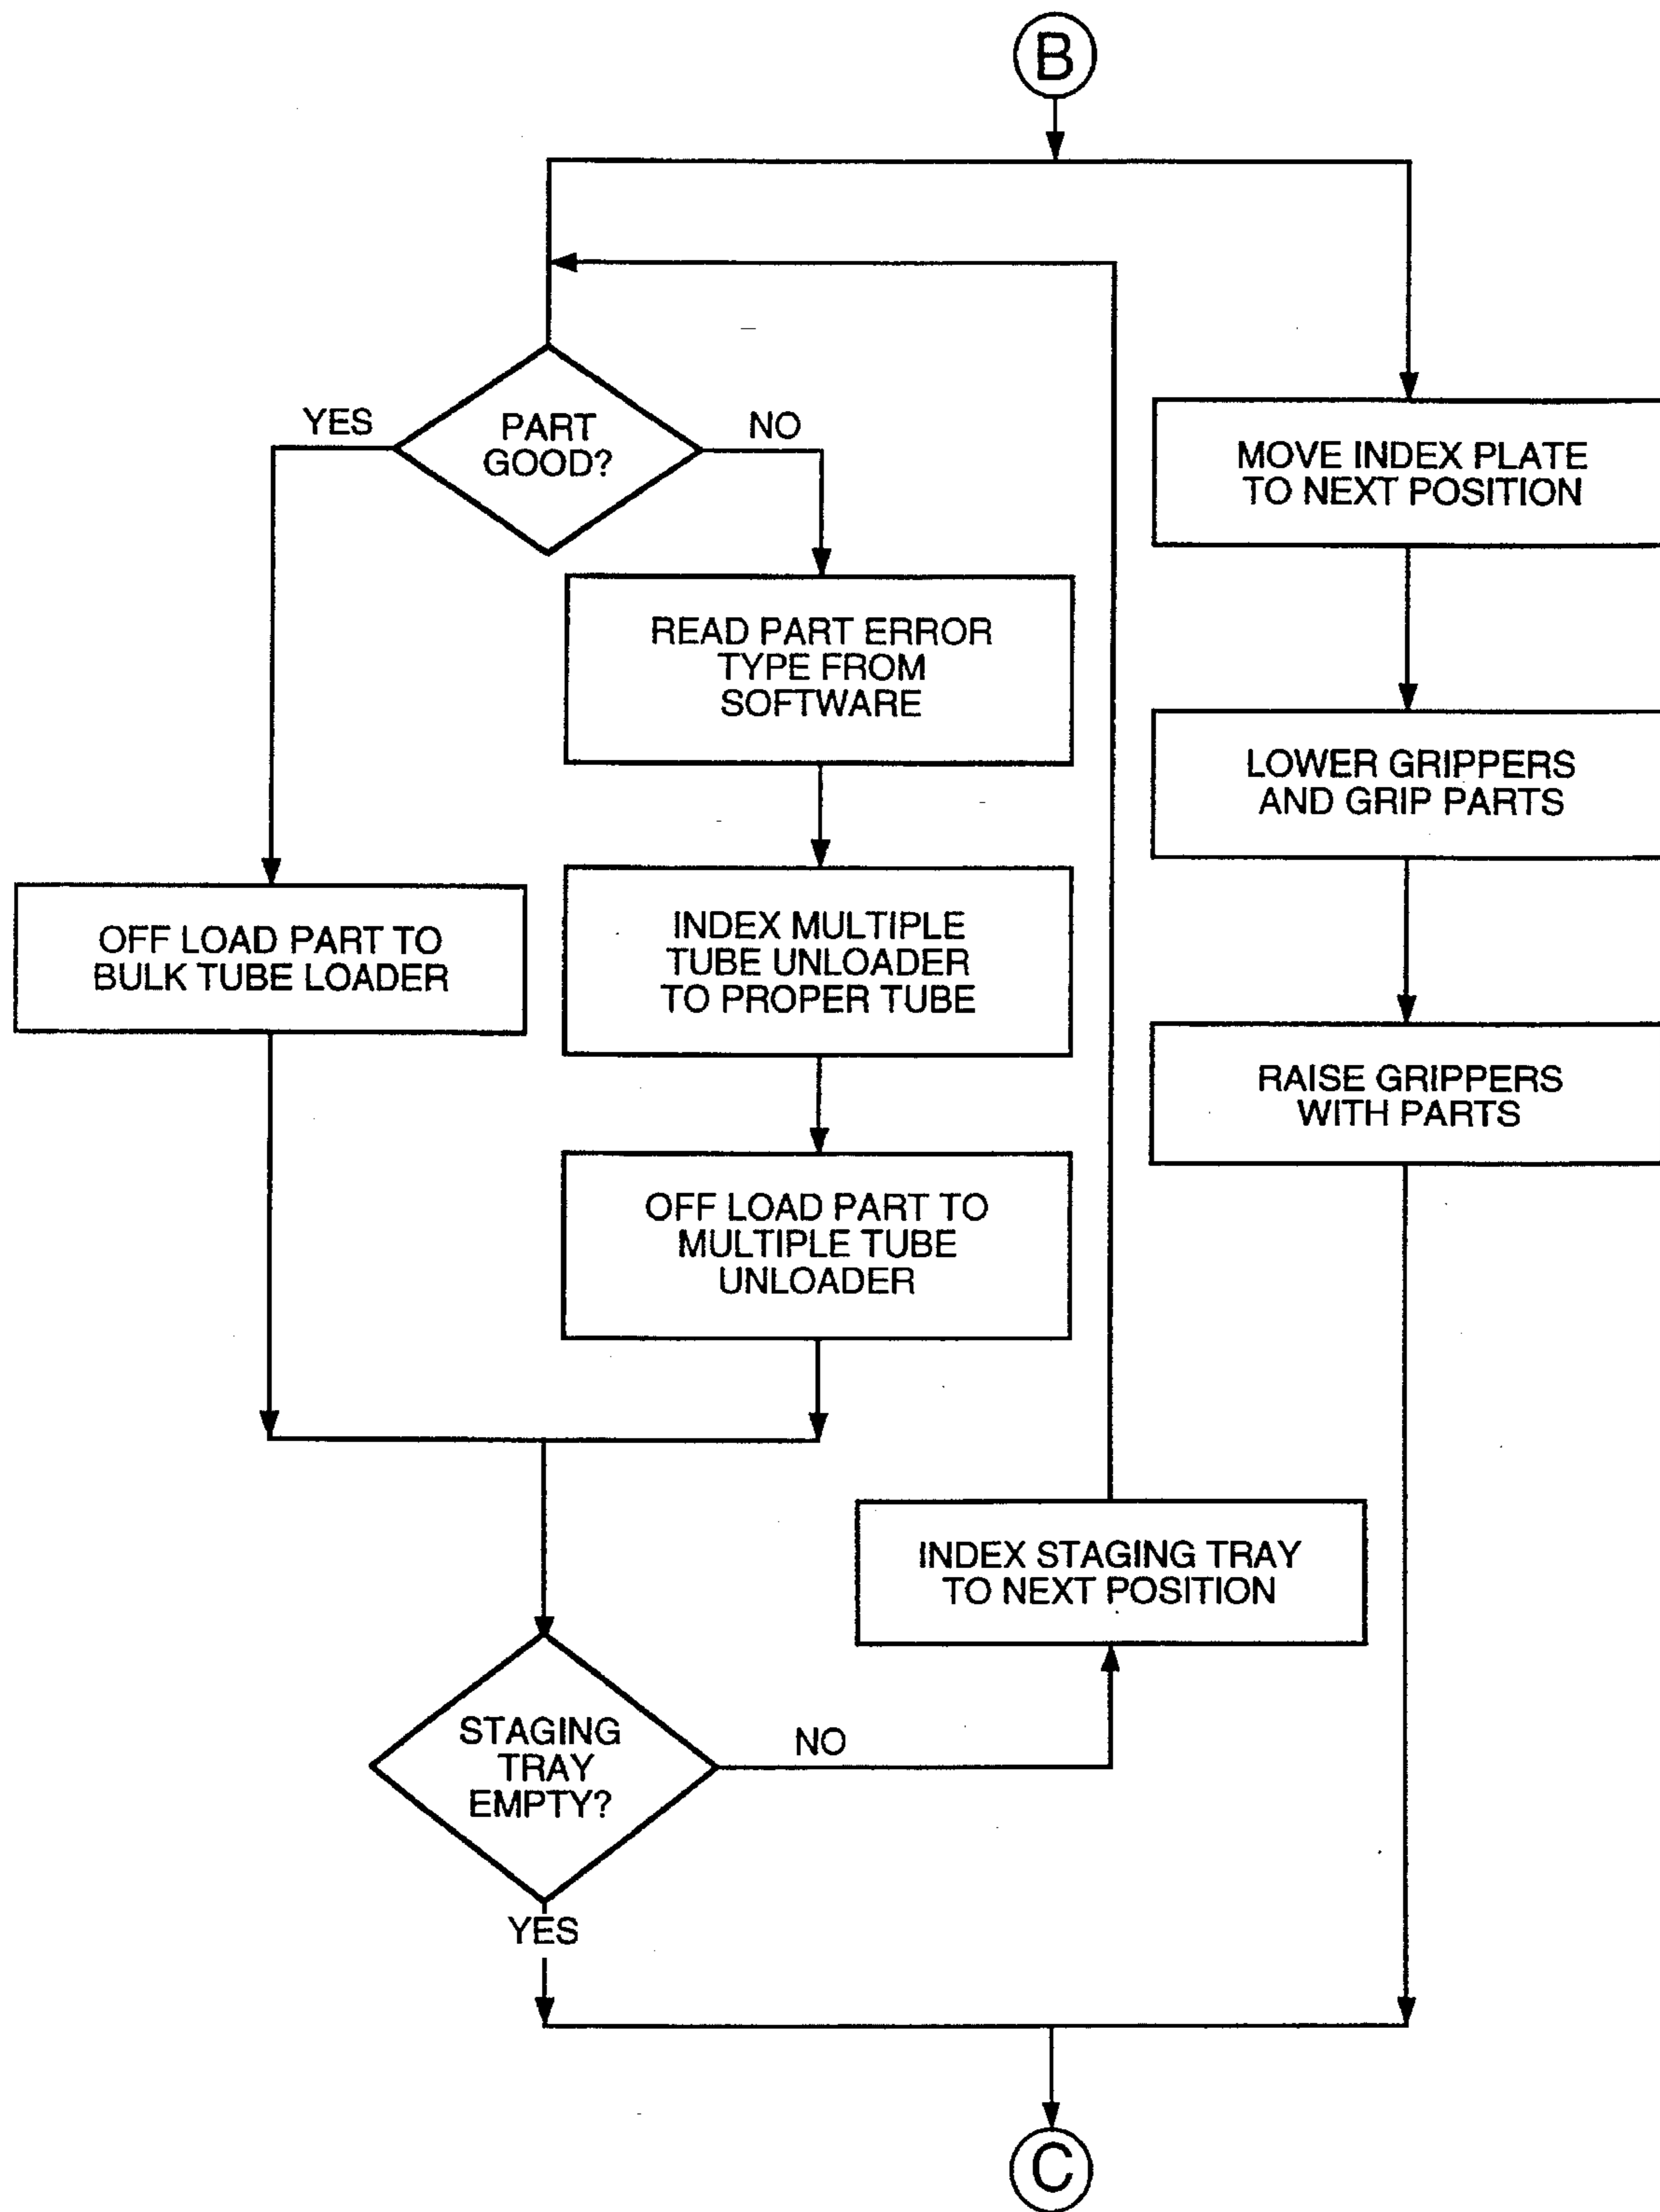 B
YES
PART
GOOD?
NO
MOVE INDEX PLATE
TO NEXT POSITION
READ PART ERROR
TYPE FROM
SOFTWARE
LOWER GRIPPERS
AND GRIP PARTS
OFF LOAD PART TO
BULK TUBE LOADER
INDEX MULTIPLE
TUBE UNLOADER
TO PROPER TUBE
RAISE GRIPPERS
WITH PARTS
OFF LOAD PART TO
MULTIPLE TUBE
UNLOADER
INDEX STAGING TRAY
TO NEXT POSITION
STAGING
TRAY
EMPTY?
NO
YES
C